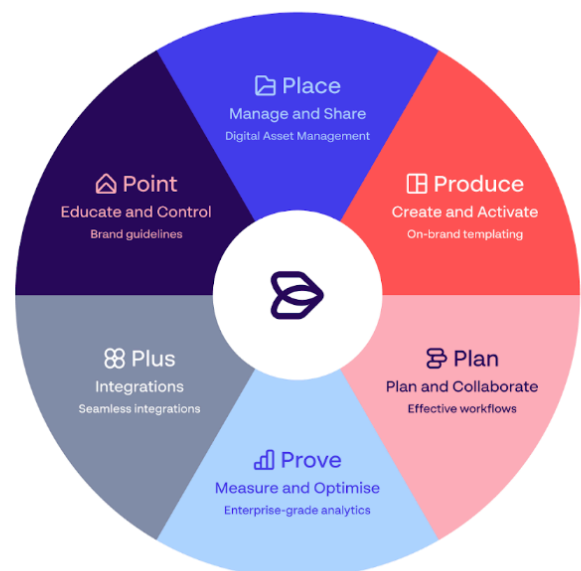 Place
Manage and Share
Digital Asset Management
Produce
Create and Activate
On-brand templating
Plan
Plan and Collaborate
Effective workflows
Prove
Measure and Optimise
Enterprise-grade analytics
Plus
Integrations
Seamless integrations
Point
Educate and Control
Brand guidelines